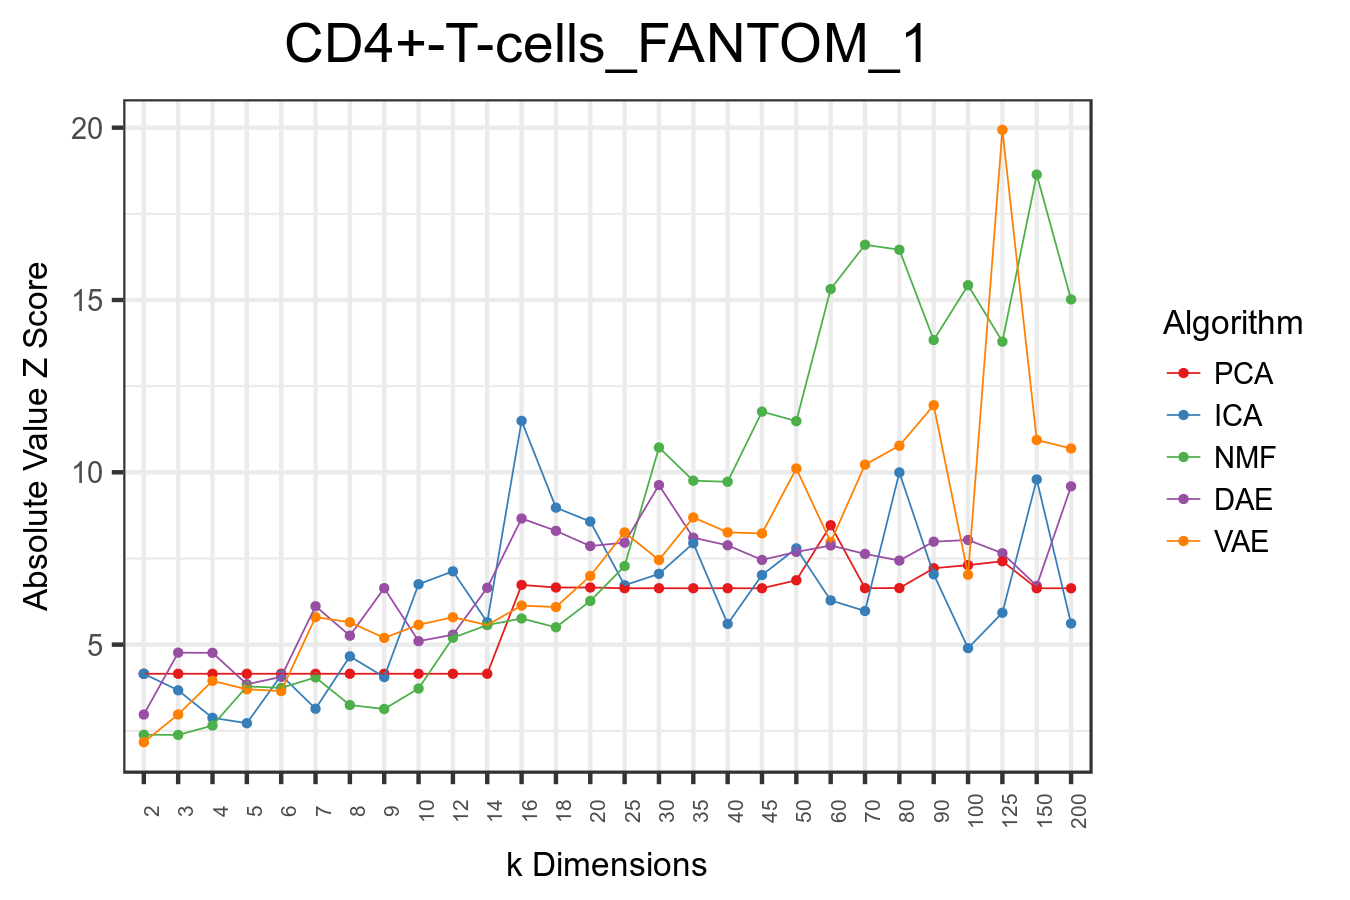 CD4+-T-cells_FANTOM_1
Absolute Value Z Score
20
15
10
5
2 3 4 5 6 7 8 9 10 12 14 16 18 20 25 30 35 40 45 50 60 70 80 90 100 125 150 200
k Dimensions
Algorithm
PCA
ICA
NMF
DAE
VAE